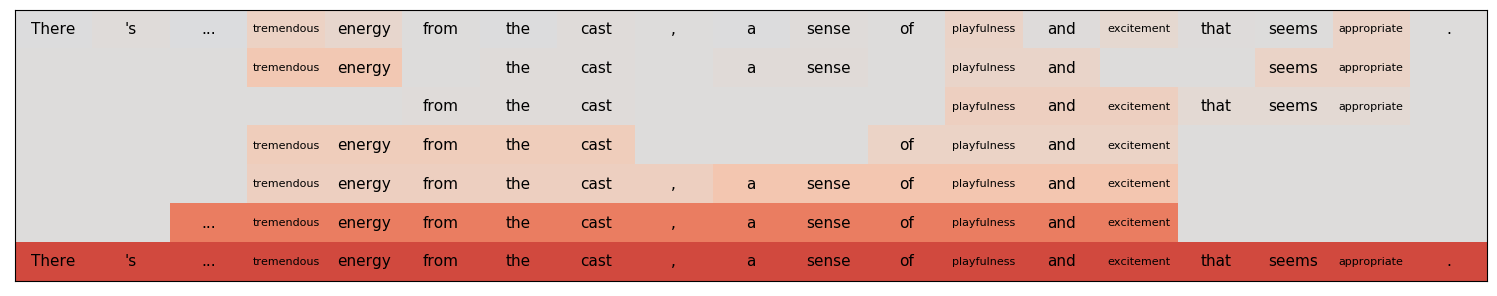 There 's ... tremendous energy from the cast , a sense of playfulness and excitement that seems appropriate .
tremendous energy the cast a sense playfulness and seems appropriate
from the cast playfulness and excitement that seems appropriate
tremendous energy from the cast of playfulness and excitement
tremendous energy from the cast , a sense of playfulness and excitement
... tremendous energy from the cast , a sense of playfulness and excitement
There 's ... tremendous energy from the cast , a sense of playfulness and excitement that seems appropriate .